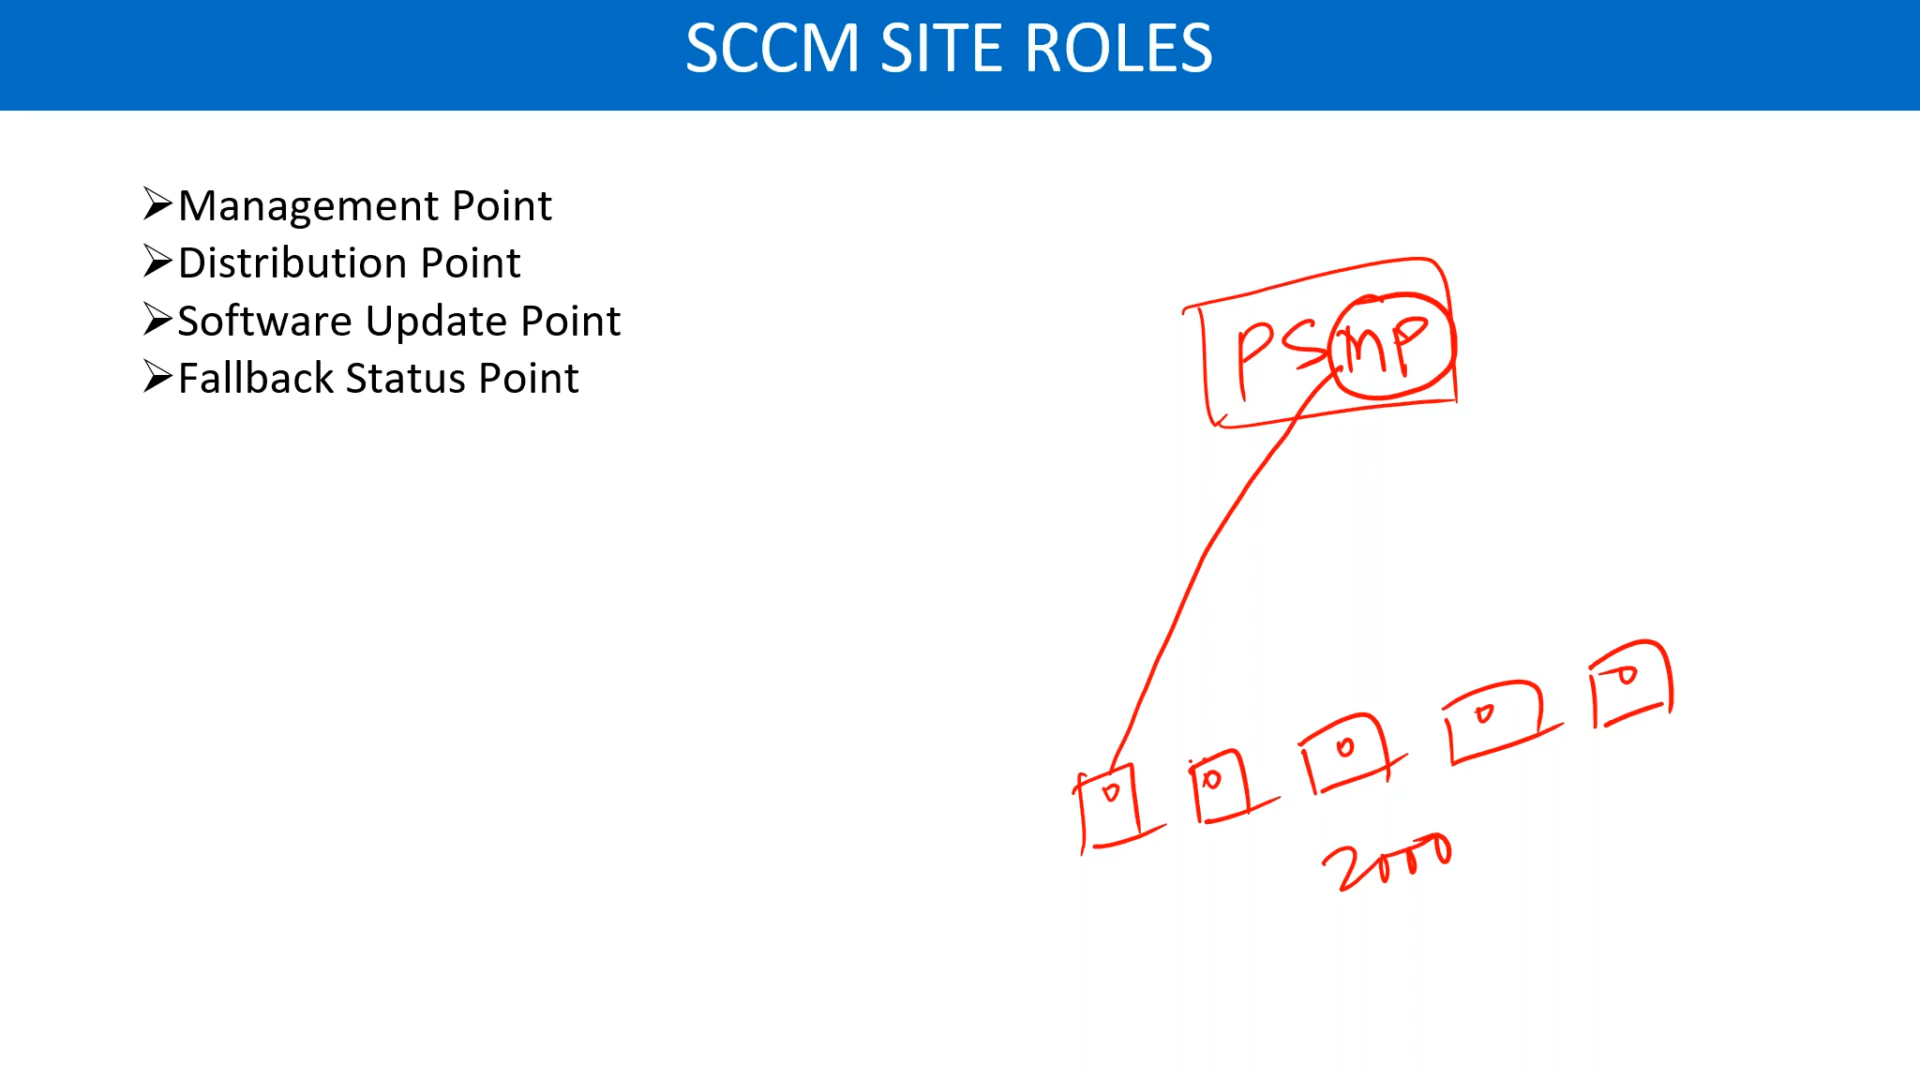 SCCM SITE ROLES
➢Management Point
➢Distribution Point
➢Software Update Point
➢Fallback Status Point
PS MP
2000